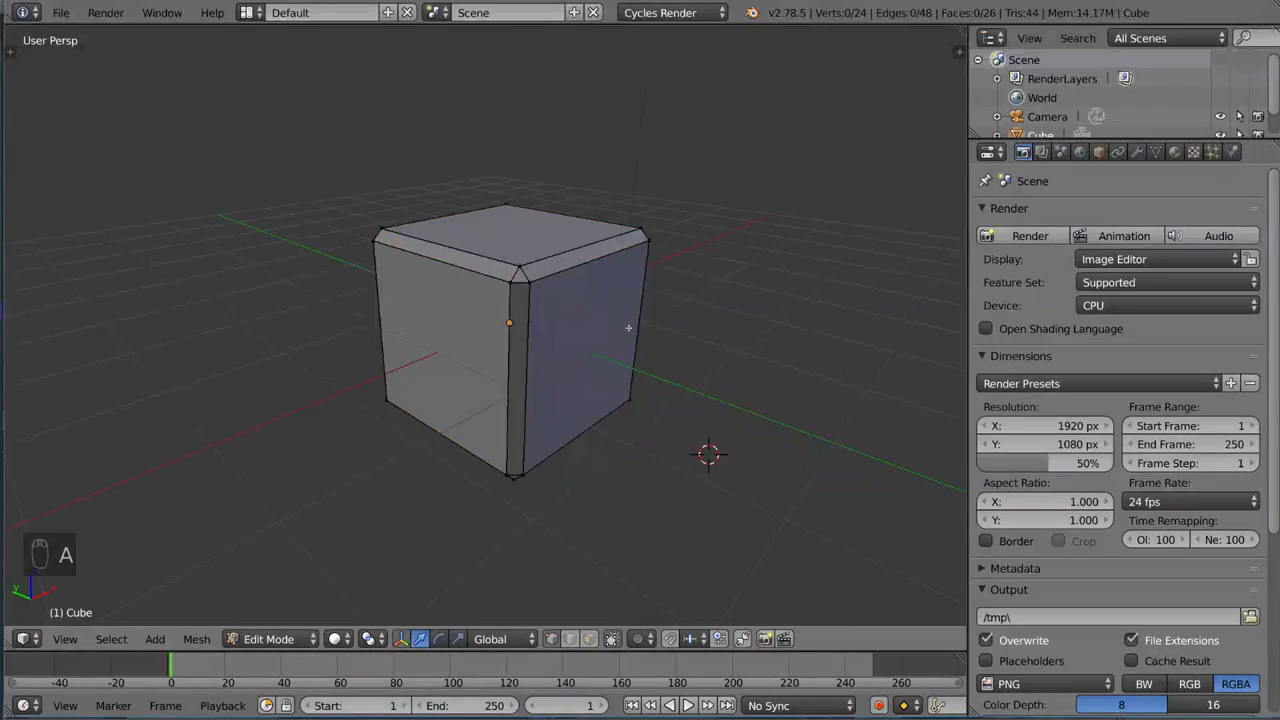 File Render Window Help Default Scene Cycles Render v2.78.5 | Verts:0/24 | Edges:0/48 | Faces:0/26 | Tris:44 | Mem:14.17M | Cube
User Persp
View Search All Scenes
Scene
RenderLayers
World
Camera
Cube
Scene
Render
Render Animation Audio
Display: Image Editor
Feature Set: Supported
Device: CPU
Open Shading Language
Dimensions
Render Presets
Resolution: Frame Range:
X: 1920 px Start Frame: 1
Y: 1080 px End Frame: 250
50% Frame Step: 1
Aspect Ratio: Frame Rate:
X: 1.000 24 fps
Y: 1.000 Time Remapping:
Border Crop Ol: 100 Ne: 100
Metadata
Output
/tmp\
Overwrite File Extensions
Placeholders Cache Result
PNG BW RGB RGBA
Color Depth: 8 16
A
z
y x
(1) Cube
View Select Add Mesh Edit Mode Global
-40 -20 0 20 40 60 80 100 120 140 160 180 200 220 240 260
View Marker Frame Playback Start: 1 End: 250 1 No Sync